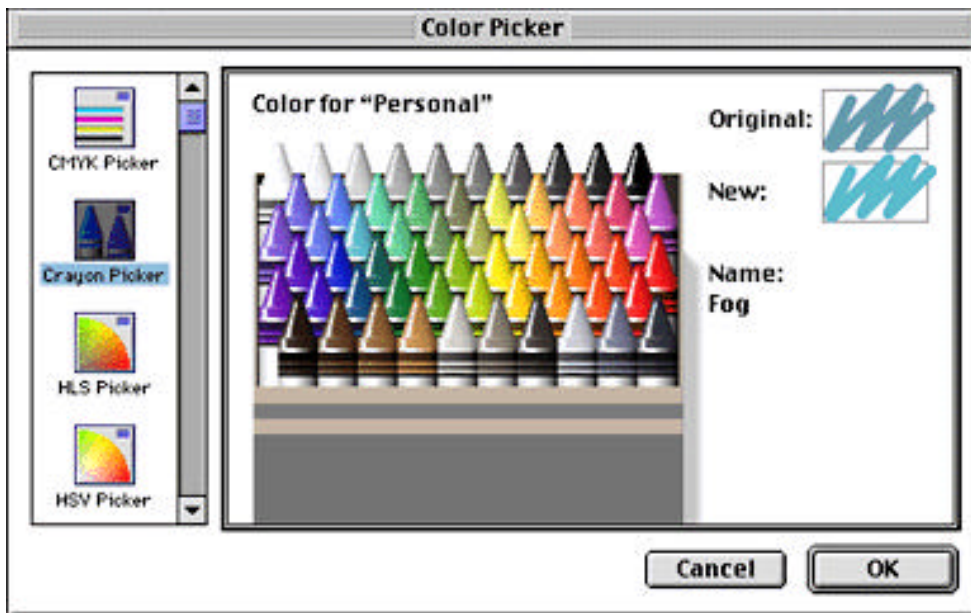 Color Picker
CMYK Picker
Crayon Picker
HLS Picker
HSV Picker
Color for “Personal”
Original:
New:
Name:
Fog
Cancel
OK